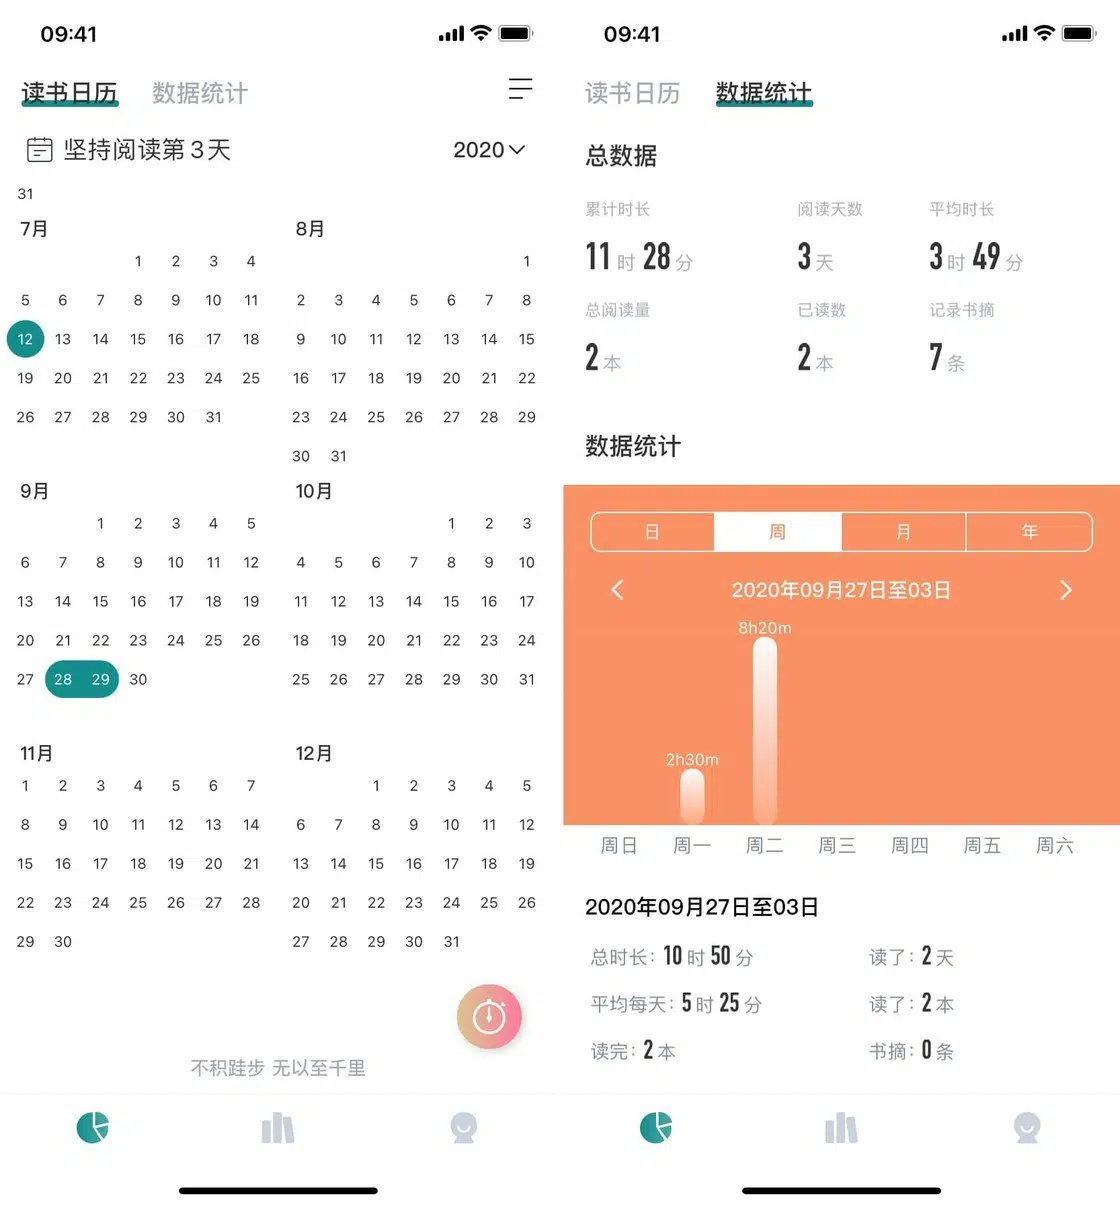 09:41
读书日历 数据统计
坚持阅读第3天 2020
31
7月
1 2 3 4
5 6 7 8 9 10 11
12 13 14 15 16 17 18
19 20 21 22 23 24 25
26 27 28 29 30 31
8月
1
2 3 4 5 6 7 8
9 10 11 12 13 14 15
16 17 18 19 20 21 22
23 24 25 26 27 28 29
30 31
9月
1 2 3 4 5
6 7 8 9 10 11 12
13 14 15 16 17 18 19
20 21 22 23 24 25 26
27 28 29 30
10月
1 2 3
4 5 6 7 8 9 10
11 12 13 14 15 16 17
18 19 20 21 22 23 24
25 26 27 28 29 30 31
11月
1 2 3 4 5 6 7
8 9 10 11 12 13 14
15 16 17 18 19 20 21
22 23 24 25 26 27 28
29 30
12月
1 2 3 4 5
6 7 8 9 10 11 12
13 14 15 16 17 18 19
20 21 22 23 24 25 26
27 28 29 30 31
不积跬步 无以至千里
09:41
读书日历 数据统计
总数据
累计时长 阅读天数 平均时长
11时28分 3天 3时49分
总阅读量 已读数 记录书摘
2本 2本 7条
数据统计
日 周 月 年
2020年09月27日至03日
8h20m
2h30m
周日 周一 周二 周三 周四 周五 周六
2020年09月27日至03日
总时长: 10时50分 读了: 2天
平均每天: 5时25分 读了: 2本
读完: 2本 书摘: 0条